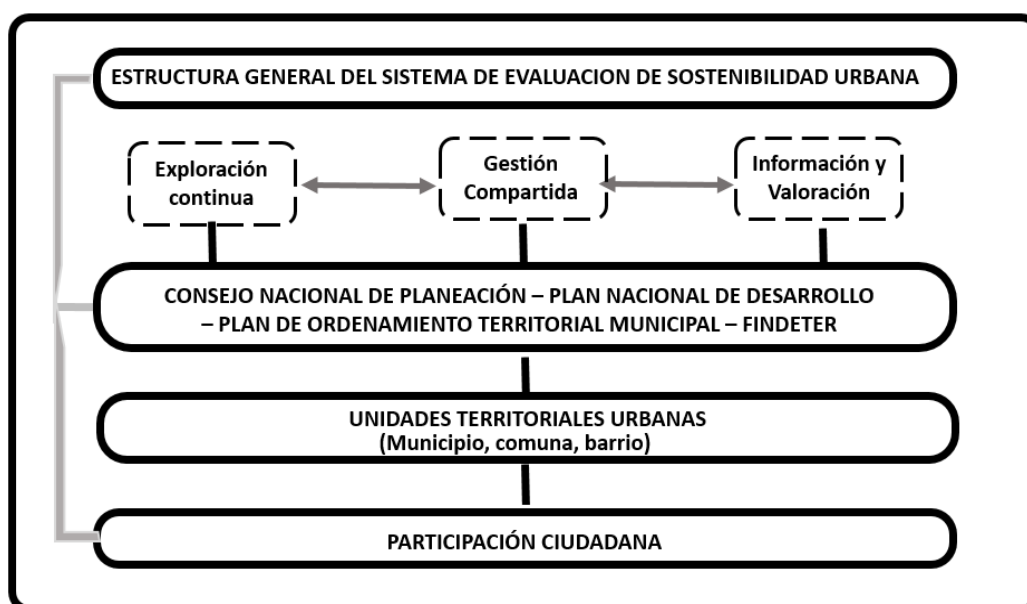 ESTRUCTURA GENERAL DEL SISTEMA DE EVALUACION DE SOSTENIBILIDAD URBANA
Exploración
continua
Gestión
Compartida
Información y
Valoración
CONSEJO NACIONAL DE PLANEACIÓN – PLAN NACIONAL DE DESARROLLO
– PLAN DE ORDENAMIENTO TERRITORIAL MUNICIPAL – FINDETER
UNIDADES TERRITORIALES URBANAS
(Municipio, comuna, barrio)
PARTICIPACIÓN CIUDADANA